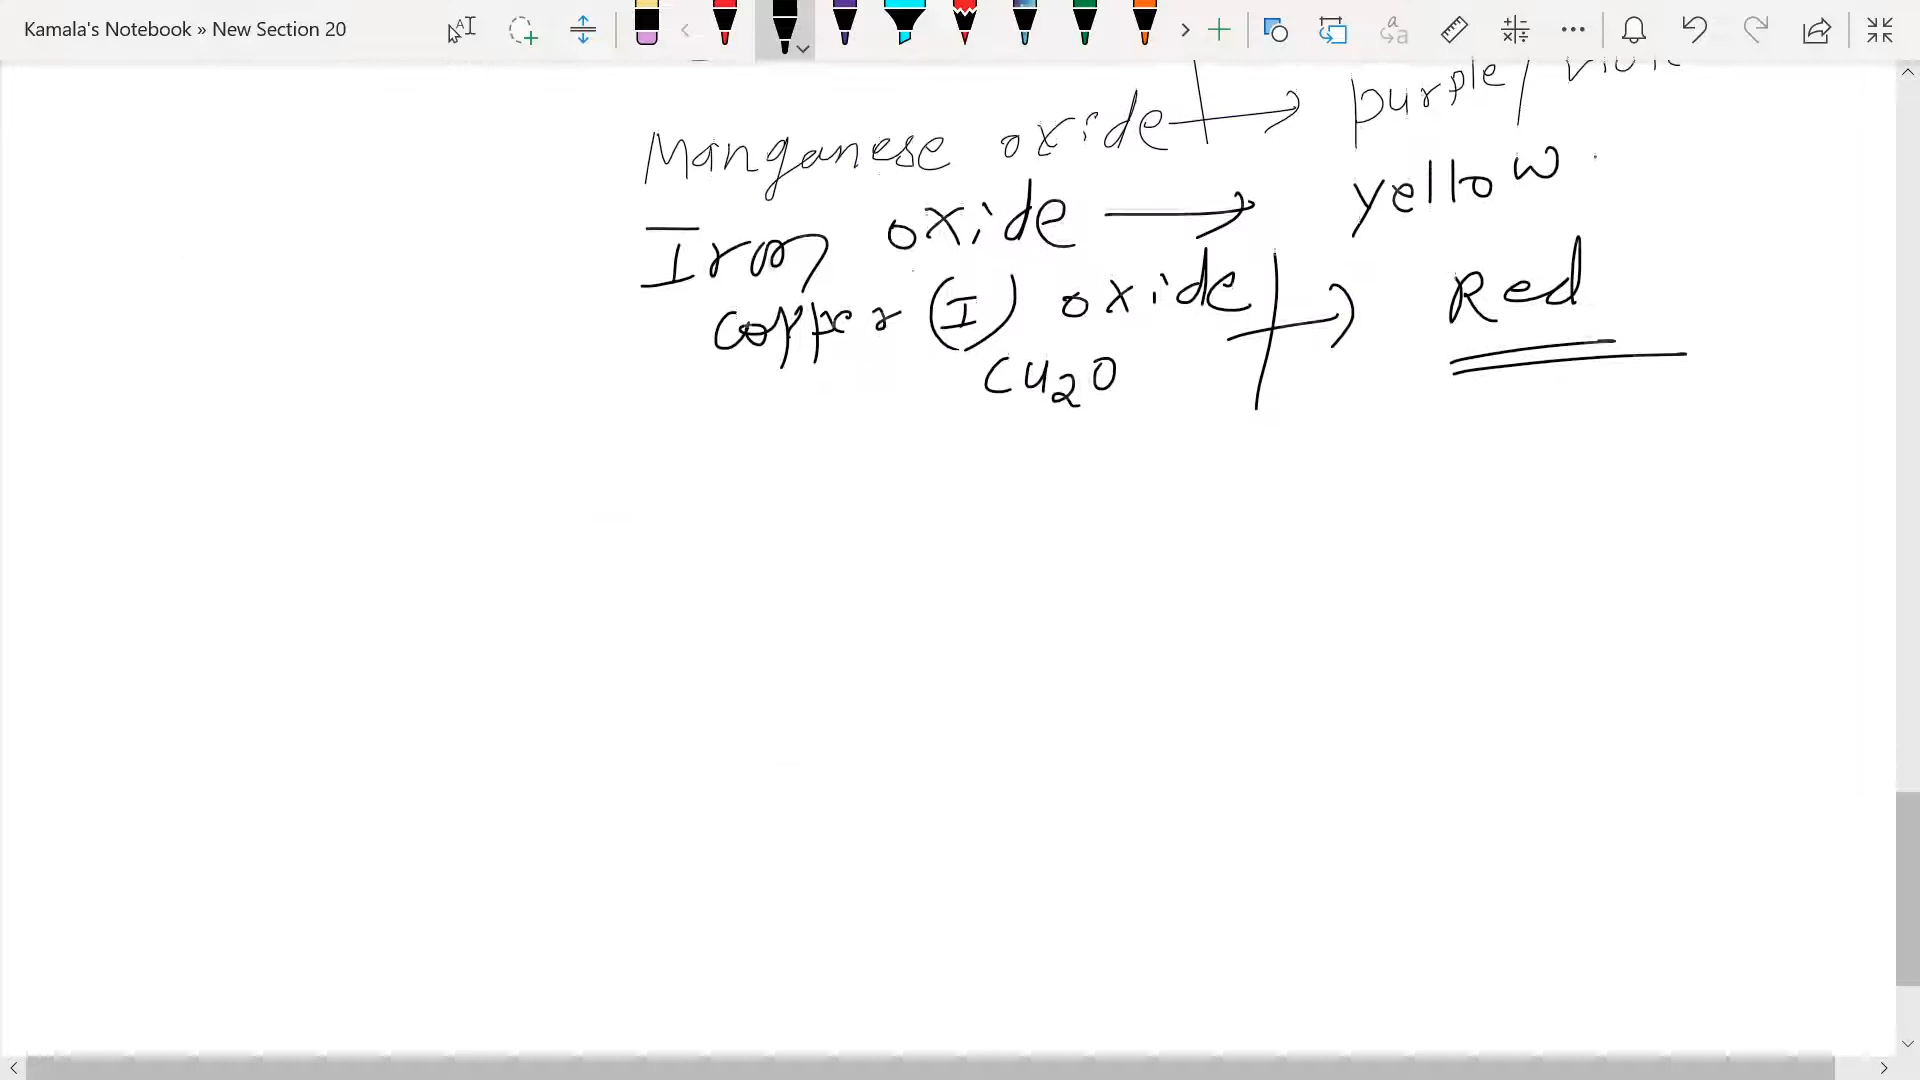 Kamala's Notebook » New Section 20
Manganese oxide → purple/
Iron oxide → yellow.
copper (I) oxide → Red
Cu₂O